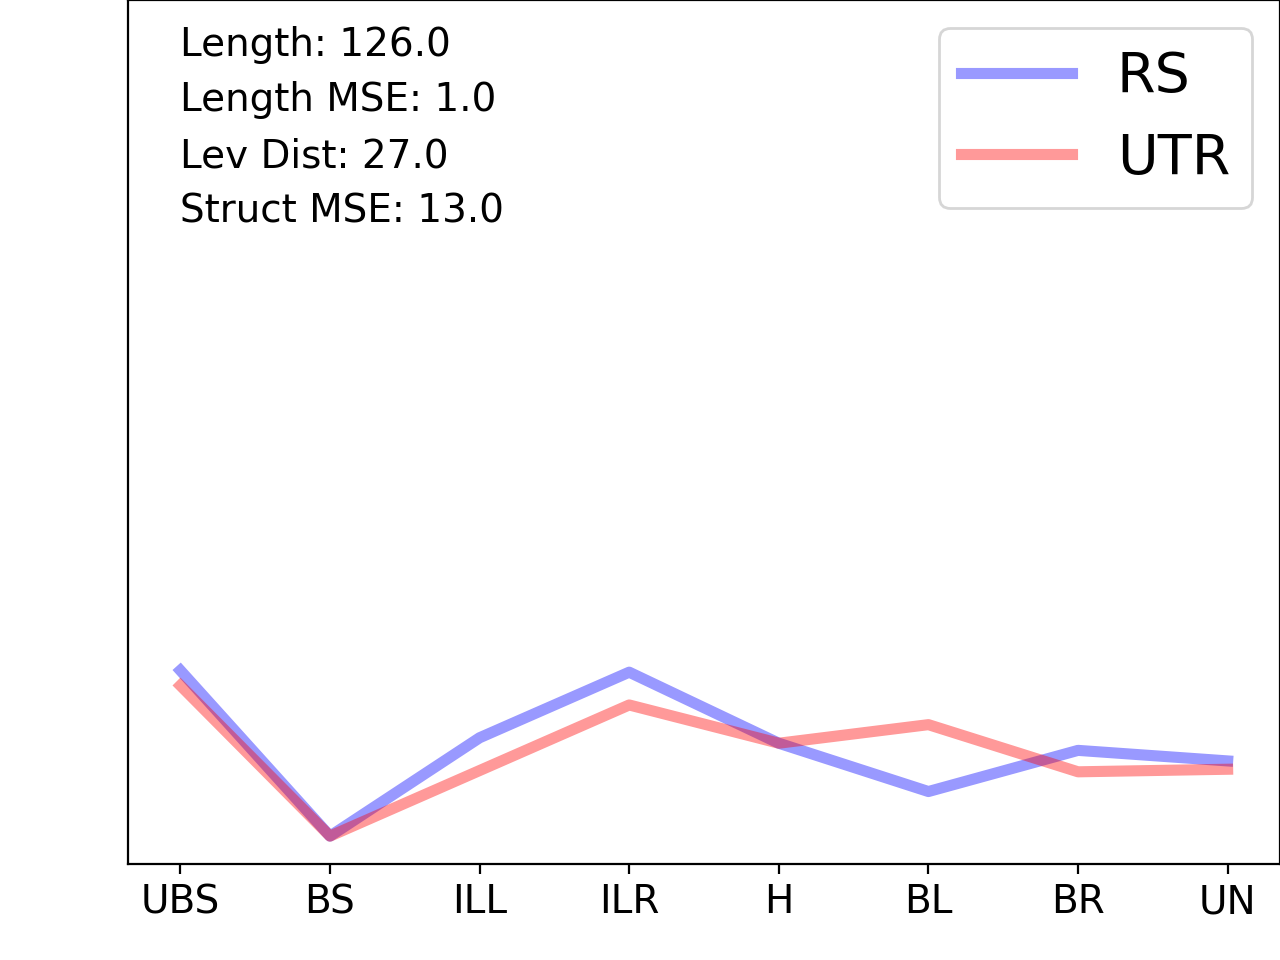 Length: 126.0
Length MSE: 1.0
Lev Dist: 27.0
Struct MSE: 13.0
RS
UTR
UBS BS ILL ILR H BL BR UN